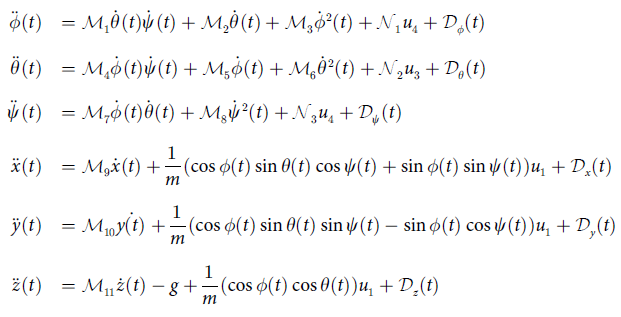 ϕ̈(t) = ℳ₁θ̇(t)ψ̇(t) + ℳ₂θ̇(t) + ℳ₃ϕ̇²(t) + 𝒩₁u₄ + 𝒟_ϕ(t)
θ̈(t) = ℳ₄ϕ̇(t)ψ̇(t) + ℳ₅ϕ̇(t) + ℳ₆θ̇²(t) + 𝒩₂u₃ + 𝒟_θ(t)
ψ̈(t) = ℳ₇ϕ̇(t)θ̇(t) + ℳ₈ψ̇²(t) + 𝒩₃u₄ + 𝒟_ψ(t)
ẍ(t) = ℳ₉ẋ(t) + 1/m (cos ϕ(t) sin θ(t) cos ψ(t) + sin ϕ(t) sin ψ(t))u₁ + 𝒟ₓ(t)
ÿ(t) = ℳ₁₀y(̇t) + 1/m (cos ϕ(t) sin θ(t) sin ψ(t) − sin ϕ(t) cos ψ(t))u₁ + 𝒟_y(t)
z̈(t) = ℳ₁₁ż(t) − g + 1/m (cos ϕ(t) cos θ(t))u₁ + 𝒟_z(t)